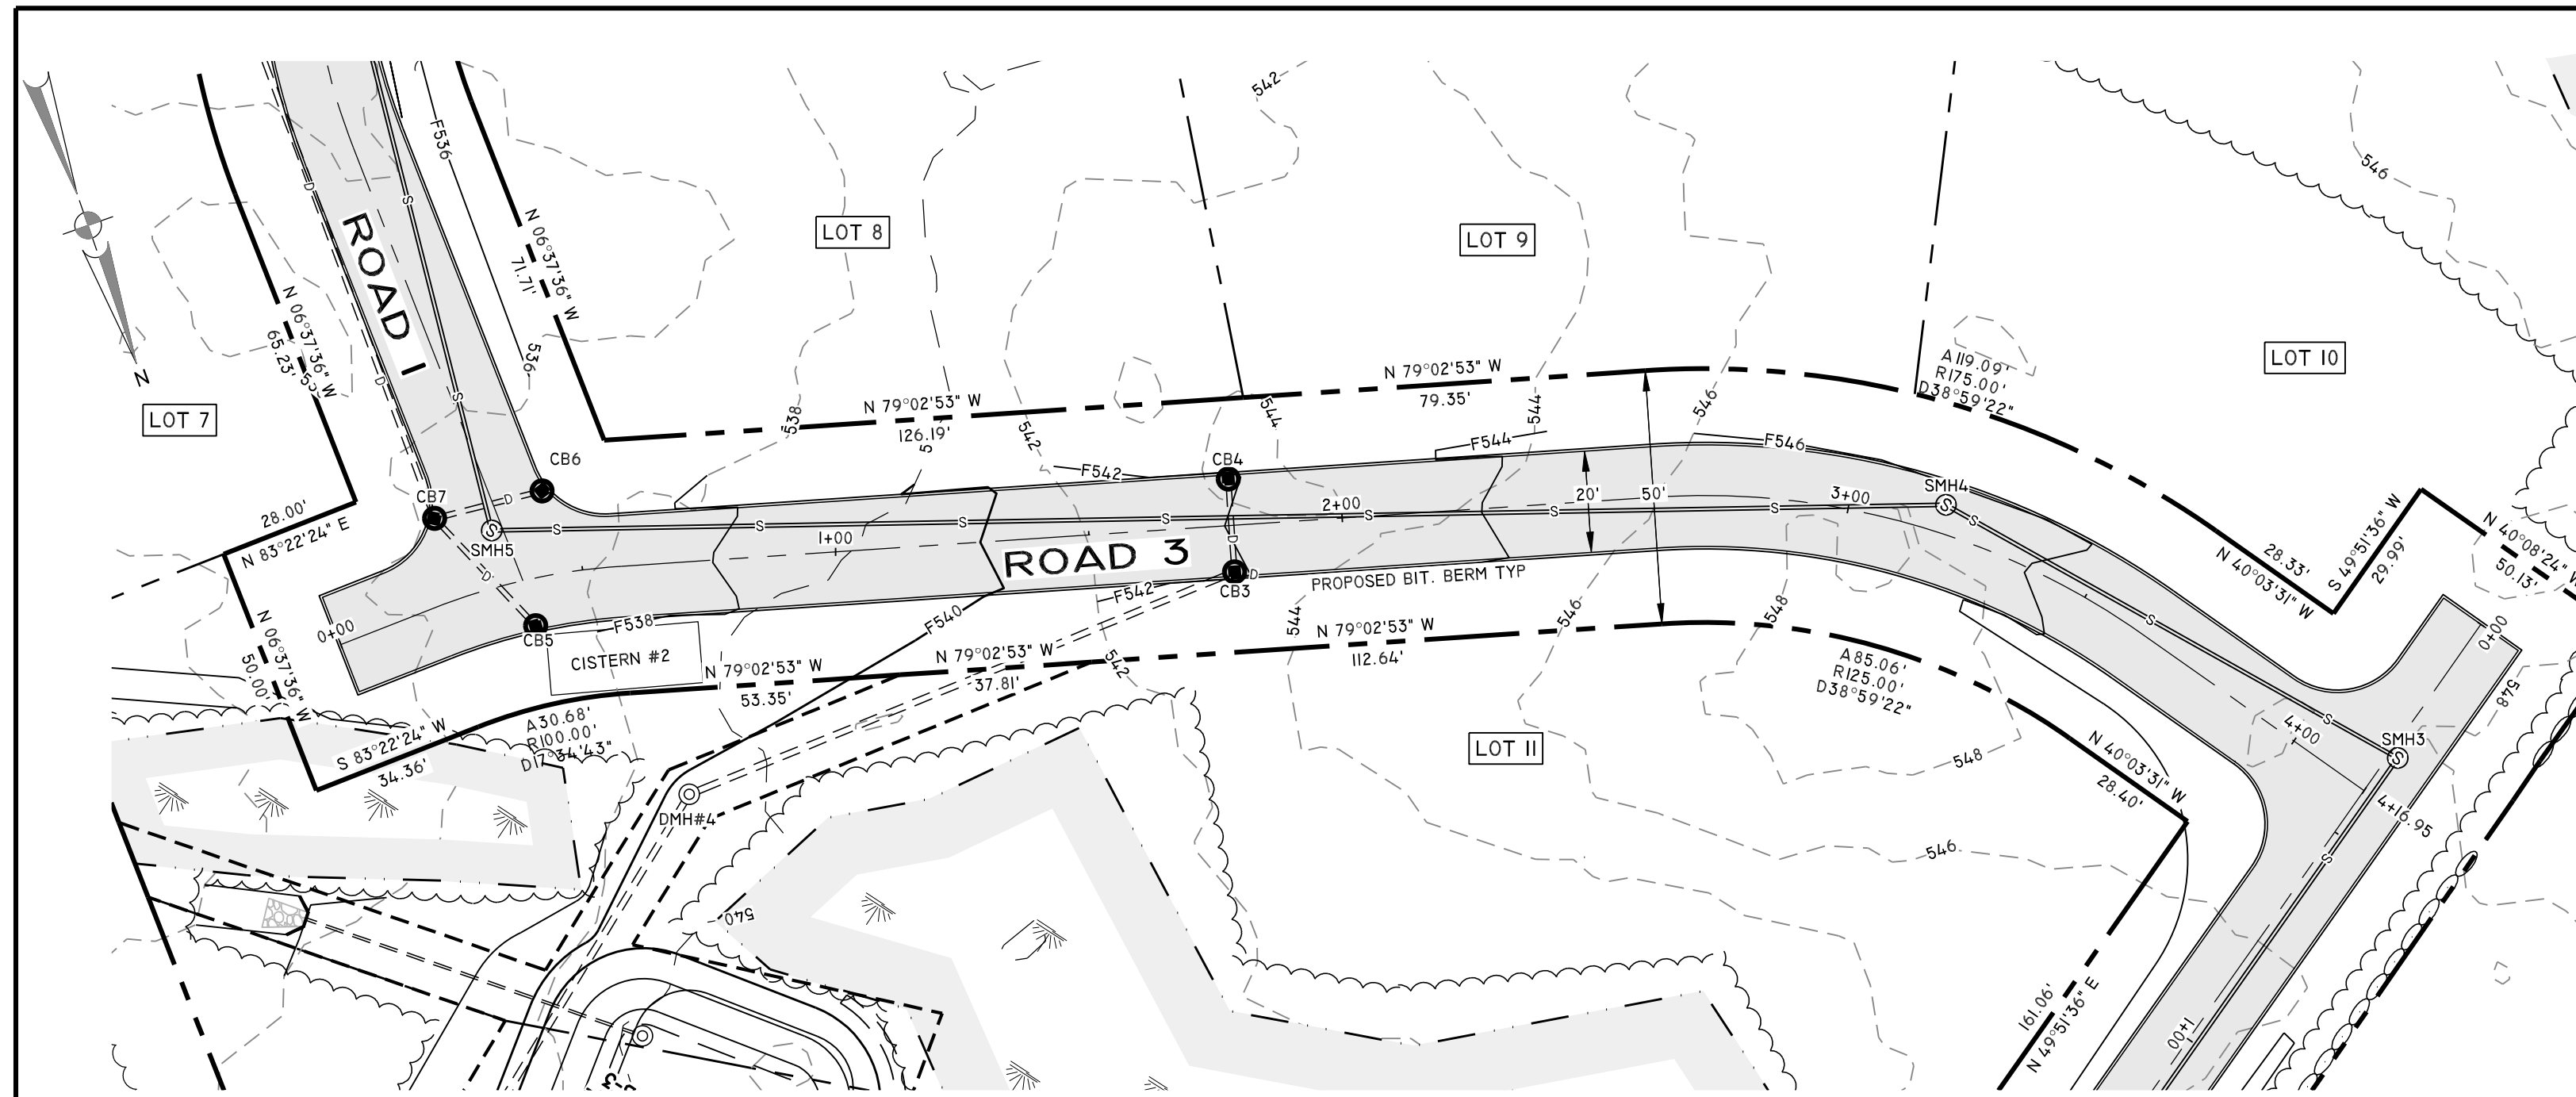 542
546
F536
D
S
ROAD 1
N 06°37'36" W
71.71'
LOT 8
LOT 9
LOT 10
N
N 06°37'36" W
65.23'
536
D
S
LOT 7
538
N 79°02'53" W
126.19'
542
544
N 79°02'53" W
79.35'
544
546
A119.09'
R175.00'
D38°59'22"
CB6
CB7
D
28.00'
N 83°22'24" E
SMH5
S
F542
CB4
F544
F546
20'
50'
2+00
3+00
SMH4
1+00
ROAD 3
D
CB3
D
PROPOSED BIT. BERM TYP
S 49°51'36" W
29.99'
28.33'
N 40°03'31" W
N 40°08'24" W
50.13'
0+00
N 06°37'36" W
50.00'
D
CB5
F538
CISTERN #2
F540
F542
544
546
548
0+00
548
N 79°02'53" W
53.35'
N 79°02'53" W
37.81'
542
N 79°02'53" W
112.64'
A85.06'
R125.00'
D38°59'22"
S 83°22'24" W
34.36'
A30.68'
R100.00'
D17°34'43"
DMH#4
LOT 11
548
N 40°03'31" W
28.40'
4+00
SMH3
4+16.95
546
540
161.06'
N 49°51'36" E
1+00